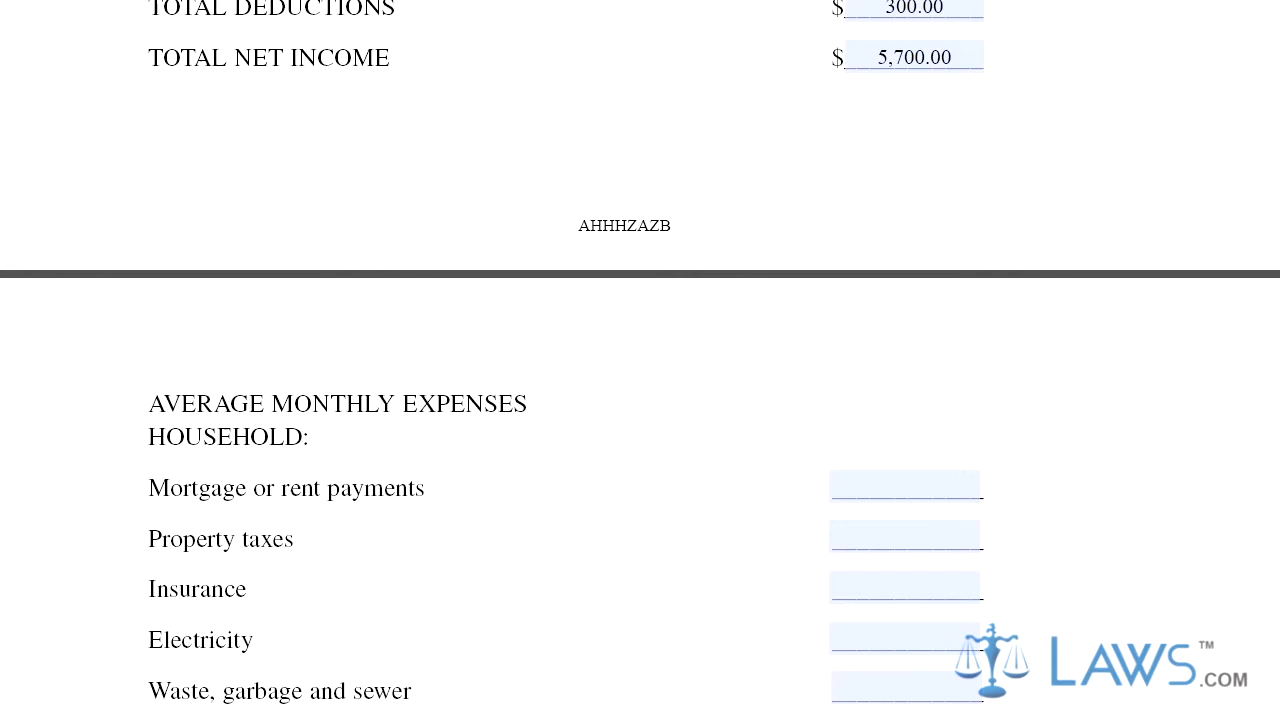 TOTAL DEDUCTIONS $ 300.00
TOTAL NET INCOME $ 5,700.00
AHHHZAZB
AVERAGE MONTHLY EXPENSES
HOUSEHOLD:
Mortgage or rent payments
Property taxes
Insurance
Electricity
Waste, garbage and sewer
LAWS™.COM